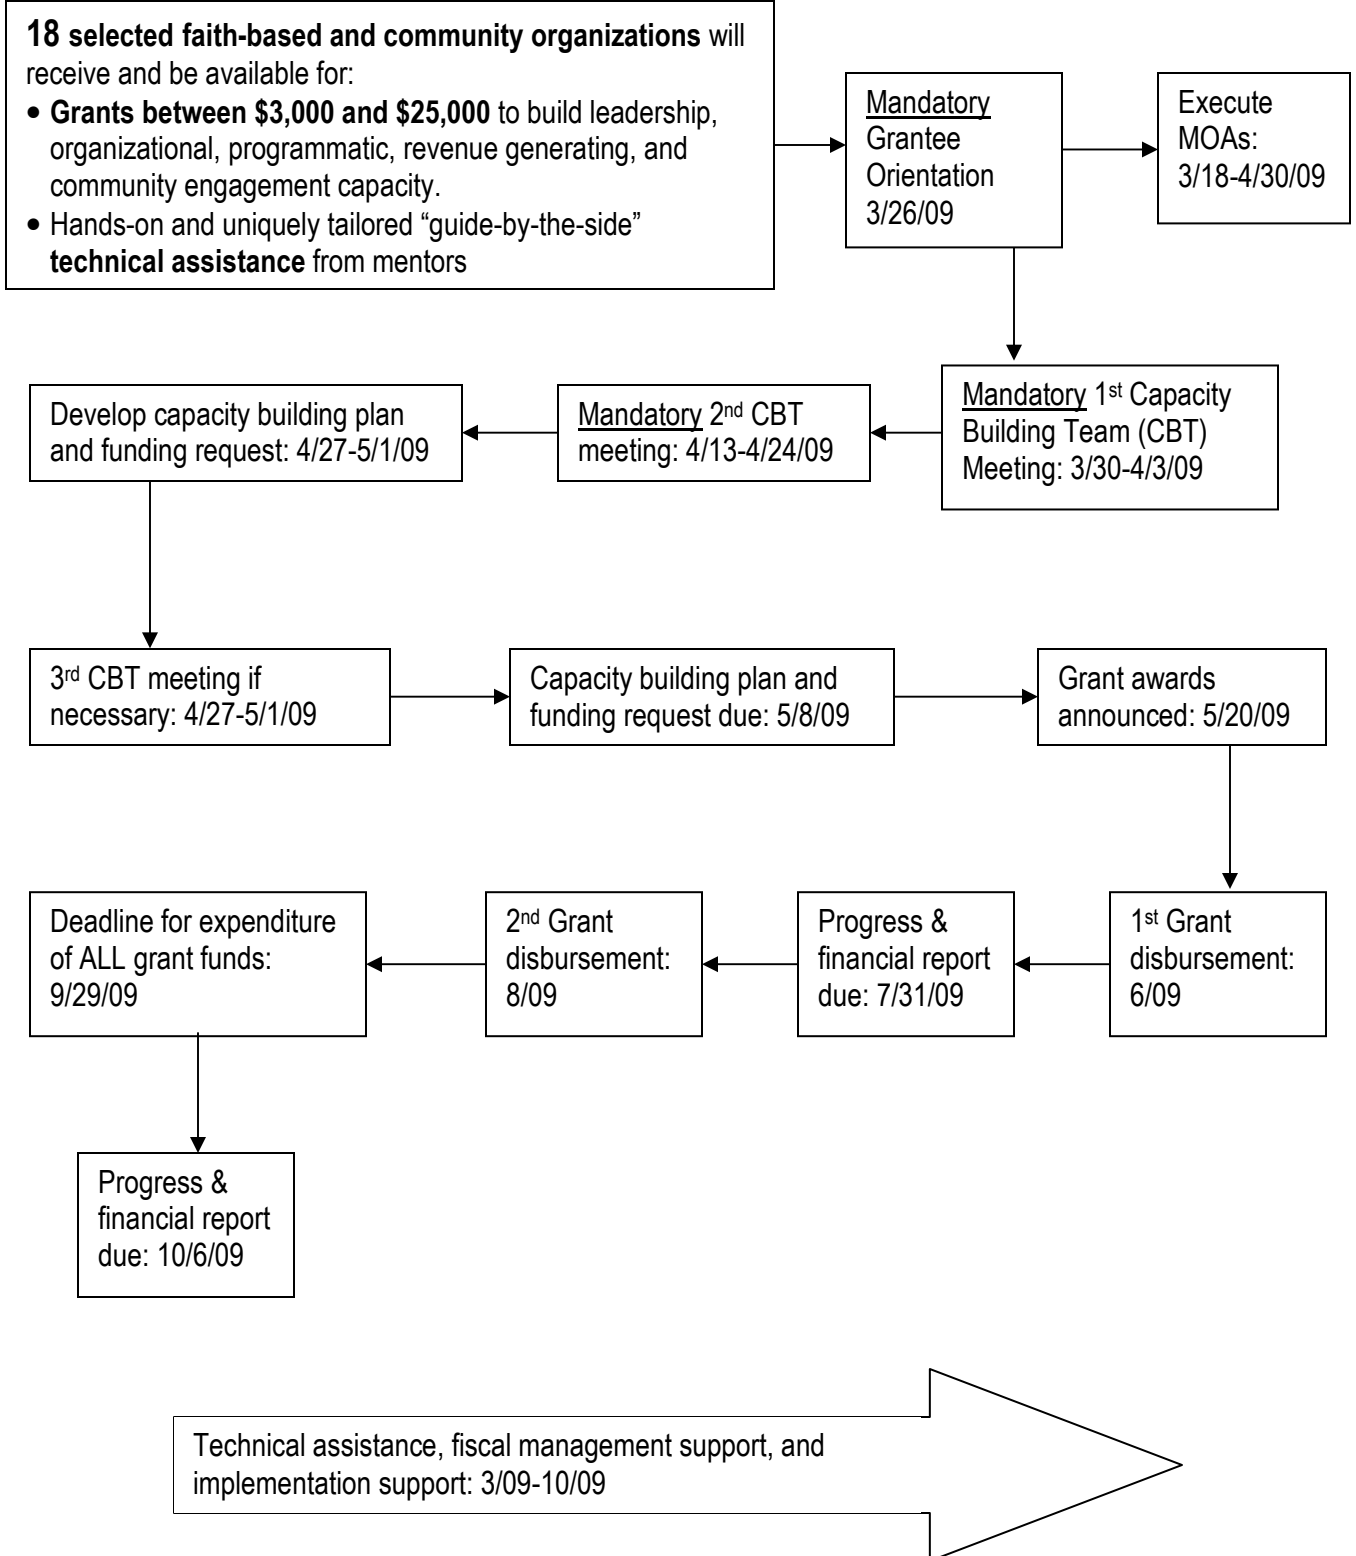 18 selected faith-based and community organizations will
receive and be available for:
• Grants between $3,000 and $25,000 to build leadership,
organizational, programmatic, revenue generating, and
community engagement capacity.
• Hands-on and uniquely tailored “guide-by-the-side”
technical assistance from mentors
Mandatory
Grantee
Orientation
3/26/09
Execute
MOAs:
3/18-4/30/09
Mandatory 1st Capacity
Building Team (CBT)
Meeting: 3/30-4/3/09
Mandatory 2nd CBT
meeting: 4/13-4/24/09
Develop capacity building plan
and funding request: 4/27-5/1/09
3rd CBT meeting if
necessary: 4/27-5/1/09
Capacity building plan and
funding request due: 5/8/09
Grant awards
announced: 5/20/09
1st Grant
disbursement:
6/09
Progress &
financial report
due: 7/31/09
2nd Grant
disbursement:
8/09
Deadline for expenditure
of ALL grant funds:
9/29/09
Progress &
financial report
due: 10/6/09
Technical assistance, fiscal management support, and
implementation support: 3/09-10/09